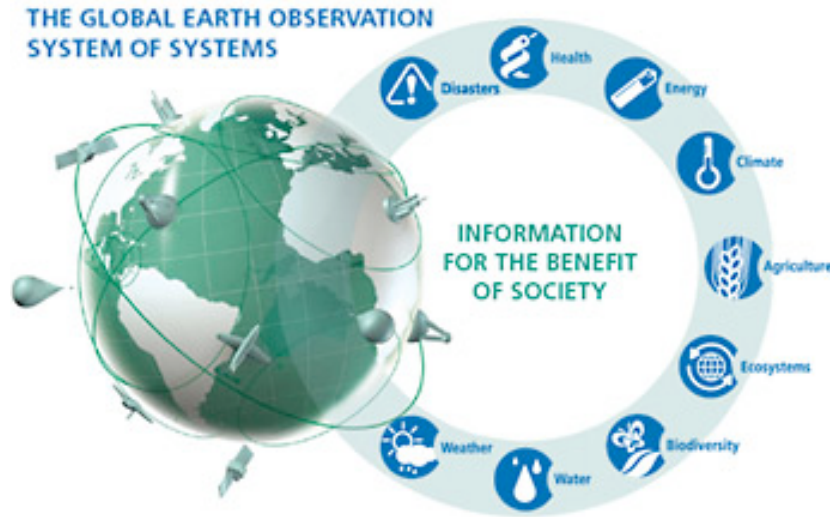 THE GLOBAL EARTH OBSERVATION
SYSTEM OF SYSTEMS
Health
Disasters
Energy
Climate
INFORMATION
FOR THE BENEFIT
OF SOCIETY
Agriculture
Ecosystems
Biodiversity
Weather
Water